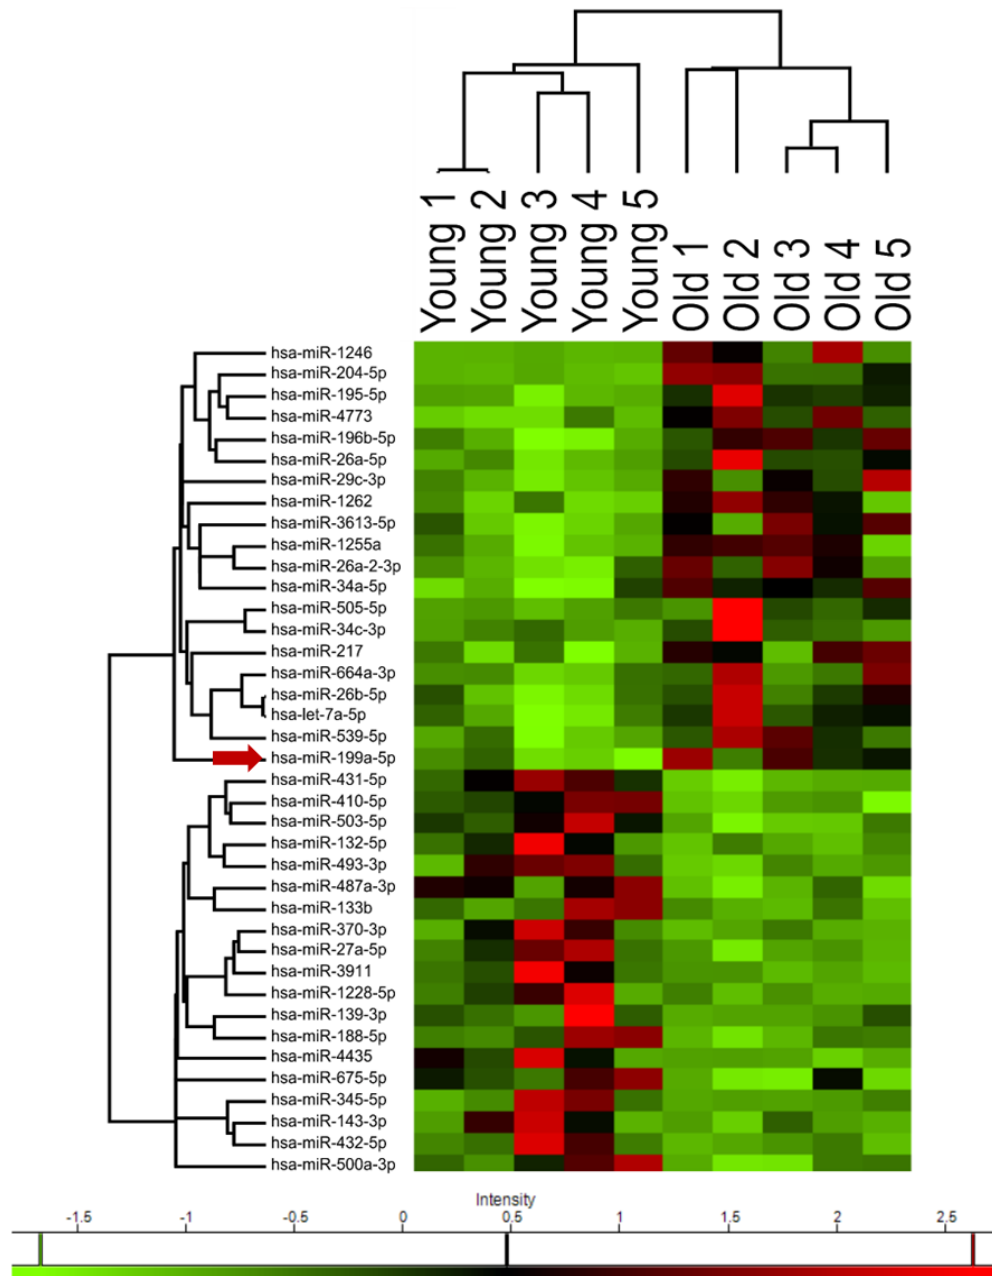 Young 1
Young 2
Young 3
Young 4
Young 5
Old 1
Old 2
Old 3
Old 4
Old 5
hsa-miR-1246
hsa-miR-204-5p
hsa-miR-195-5p
hsa-miR-4773
hsa-miR-196b-5p
hsa-miR-26a-5p
hsa-miR-29c-3p
hsa-miR-1262
hsa-miR-3613-5p
hsa-miR-1255a
hsa-miR-26a-2-3p
hsa-miR-34a-5p
hsa-miR-505-5p
hsa-miR-34c-3p
hsa-miR-217
hsa-miR-664a-3p
hsa-miR-26b-5p
hsa-let-7a-5p
hsa-miR-539-5p
hsa-miR-199a-5p
hsa-miR-431-5p
hsa-miR-410-5p
hsa-miR-503-5p
hsa-miR-132-5p
hsa-miR-493-3p
hsa-miR-487a-3p
hsa-miR-133b
hsa-miR-370-3p
hsa-miR-27a-5p
hsa-miR-3911
hsa-miR-1228-5p
hsa-miR-139-3p
hsa-miR-188-5p
hsa-miR-4435
hsa-miR-675-5p
hsa-miR-345-5p
hsa-miR-143-3p
hsa-miR-432-5p
hsa-miR-500a-3p
Intensity
-1.5 -1 -0.5 0 0.5 1 1.5 2 2.5